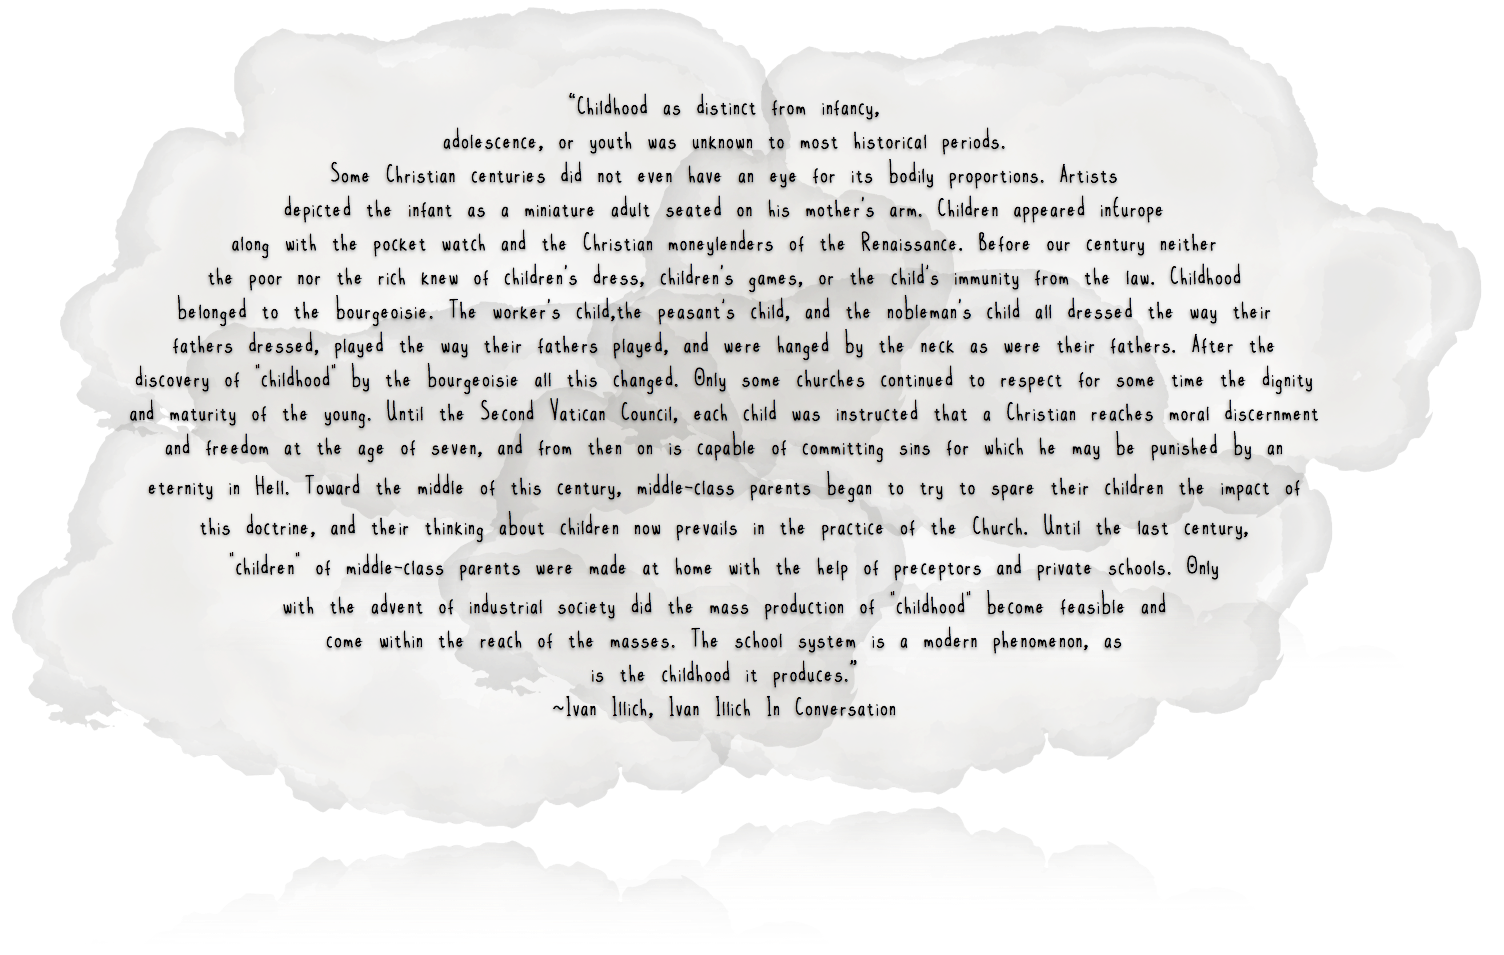 “Childhood as distinct from infancy,
adolescence, or youth was unknown to most historical periods.
Some Christian centuries did not even have an eye for its bodily proportions. Artists
depicted the infant as a miniature adult seated on his mother's arm. Children appeared inEurope
along with the pocket watch and the Christian moneylenders of the Renaissance. Before our century neither
the poor nor the rich knew of children's dress, children's games, or the child's immunity from the law. Childhood
belonged to the bourgeoisie. The worker's child,the peasant's child, and the nobleman's child all dressed the way their
fathers dressed, played the way their fathers played, and were hanged by the neck as were their fathers. After the
discovery of "childhood" by the bourgeoisie all this changed. Only some churches continued to respect for some time the dignity
and maturity of the young. Until the Second Vatican Council, each child was instructed that a Christian reaches moral discernment
and freedom at the age of seven, and from then on is capable of committing sins for which he may be punished by an
eternity in Hell. Toward the middle of this century, middle-class parents began to try to spare their children the impact of
this doctrine, and their thinking about children now prevails in the practice of the Church. Until the last century,
"children" of middle-class parents were made at home with the help of preceptors and private schools. Only
with the advent of industrial society did the mass production of "childhood" become feasible and
come within the reach of the masses. The school system is a modern phenomenon, as
is the childhood it produces.”
~Ivan Illich, Ivan Illich In Conversation